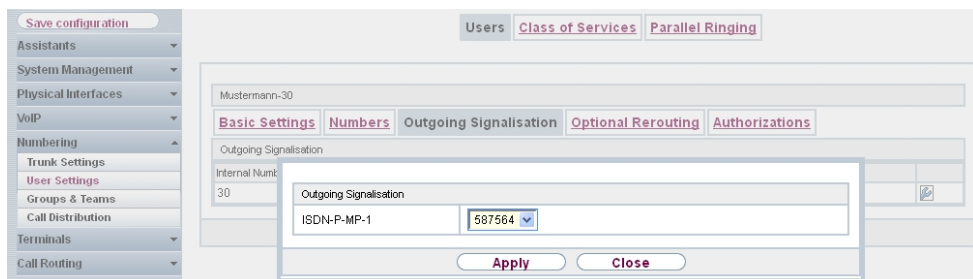 Save configuration
Assistants
System Management
Physical Interfaces
VoIP
Numbering
Trunk Settings
User Settings
Groups & Teams
Call Distribution
Terminals
Call Routing
Users Class of Services Parallel Ringing
Mustermann-30
Basic Settings Numbers Outgoing Signalisation Optional Rerouting Authorizations
Outgoing Signalisation
Internal Numb
30
Outgoing Signalisation
ISDN-P-MP-1 587564
Apply Close